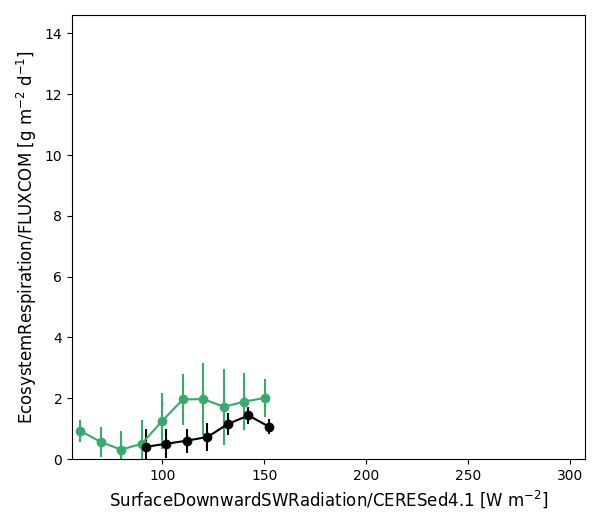 14
12
10
8
6
4
2
0
EcosystemRespiration/FLUXCOM [g m⁻² d⁻¹]
100 150 200 250 300
SurfaceDownwardSWRadiation/CERESed4.1 [W m⁻²]